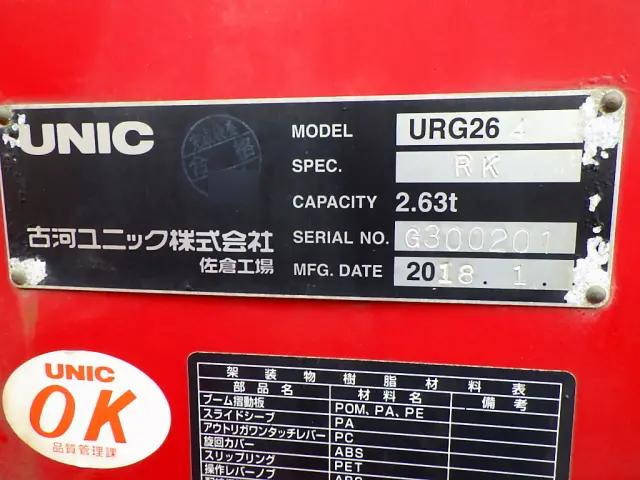 UNIC
MODEL URG26 4
SPEC. RK
CAPACITY 2.63t
SERIAL NO. G300201
MFG. DATE 2018. 1.
古河ユニック株式会社
佐倉工場
UNIC
OK
品質管理課
架装物樹脂材料表
部品名 材料名 備考
ブーム摺動板 POM, PA, PE
スライドシーブ PA
アウトリガワンタッチレバー PC
旋回カバー ABS
スリップリング PET
操作レバーノブ ABS